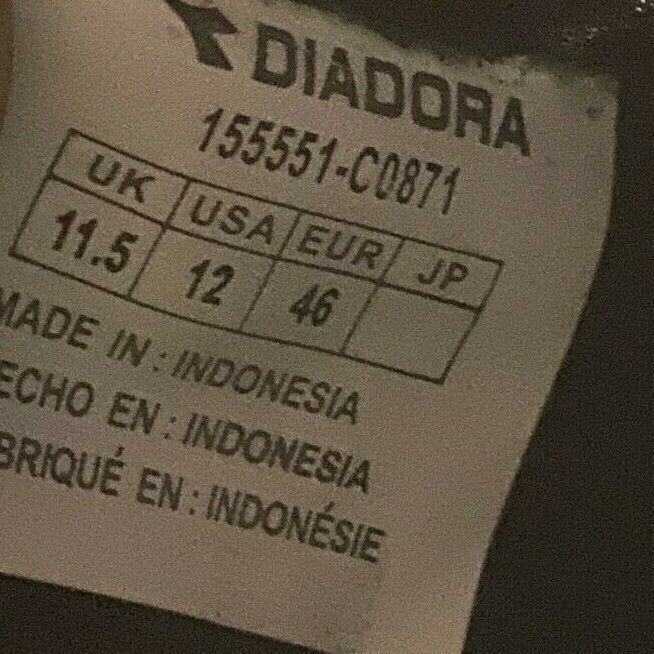 DIADORA
155551-C0871
UK USA EUR JP
11.5 12 46
MADE IN : INDONESIA
ECHO EN : INDONESIA
BRIQUÉ EN : INDONÉSIE